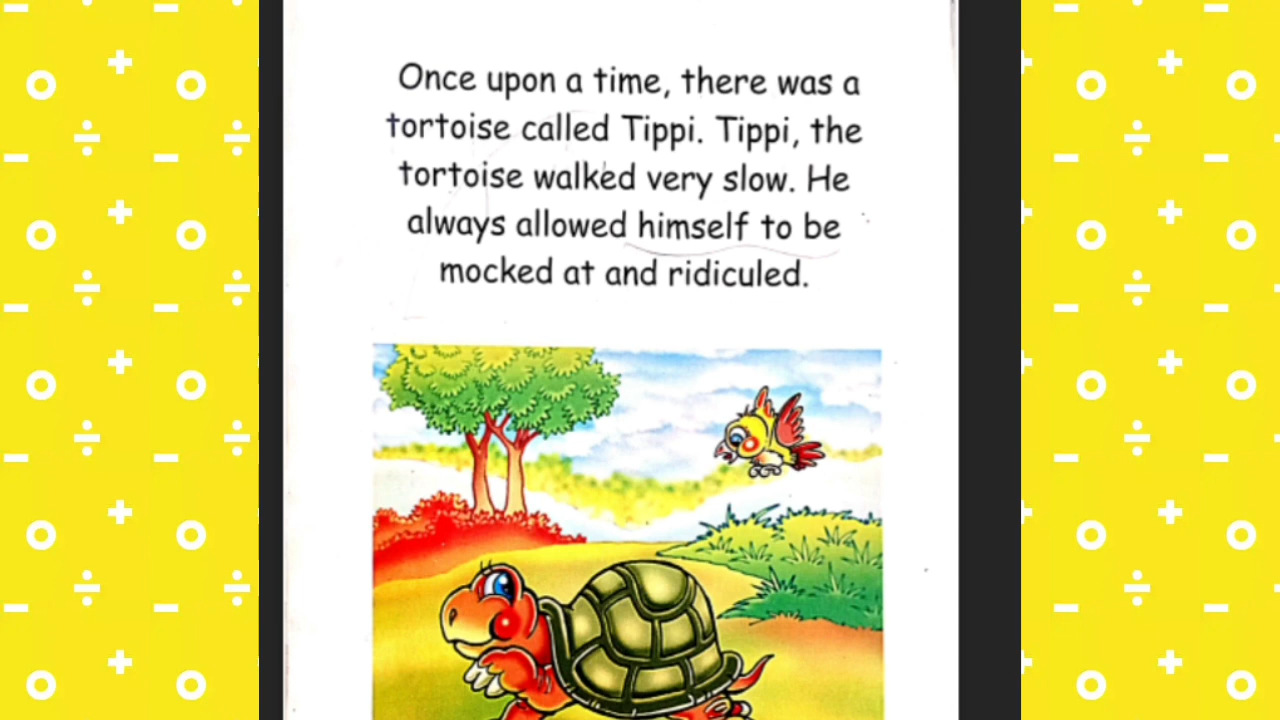 Once upon a time, there was a
tortoise called Tippi. Tippi, the
tortoise walked very slow. He
always allowed himself to be
mocked at and ridiculed.